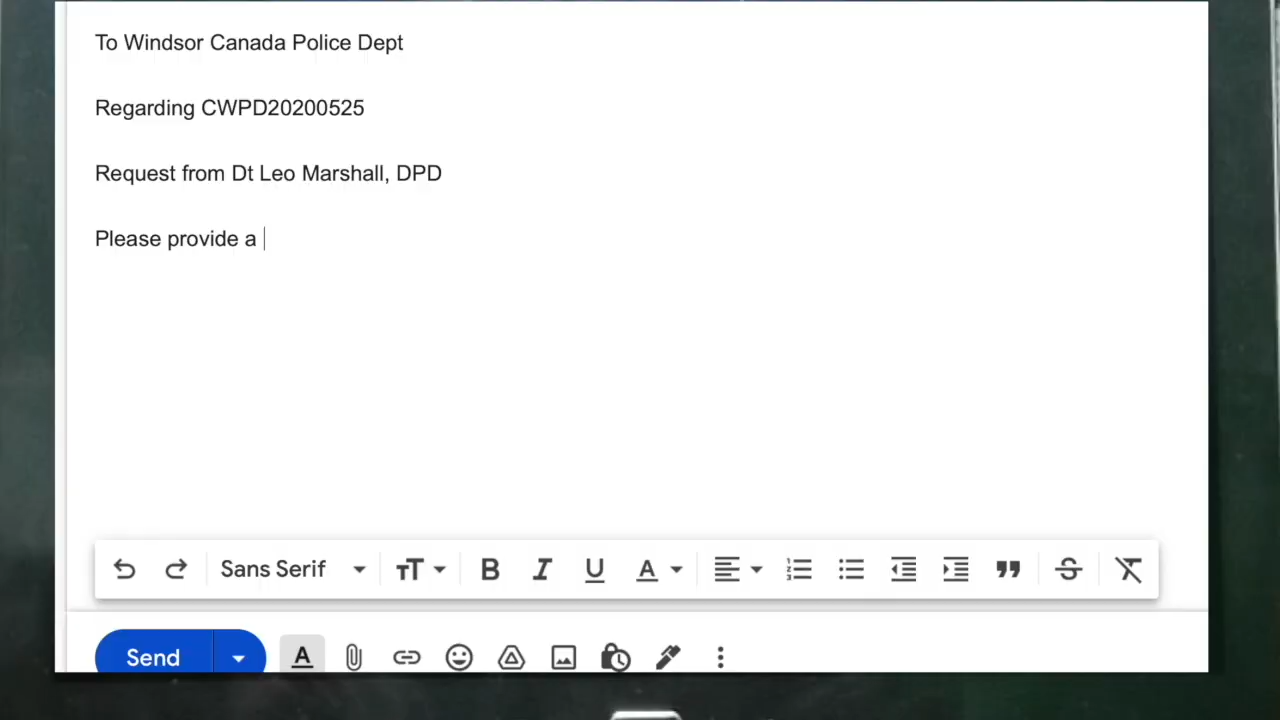 To Windsor Canada Police Dept
Regarding CWPD20200525
Request from Dt Leo Marshall, DPD
Please provide a
Sans Serif
Send